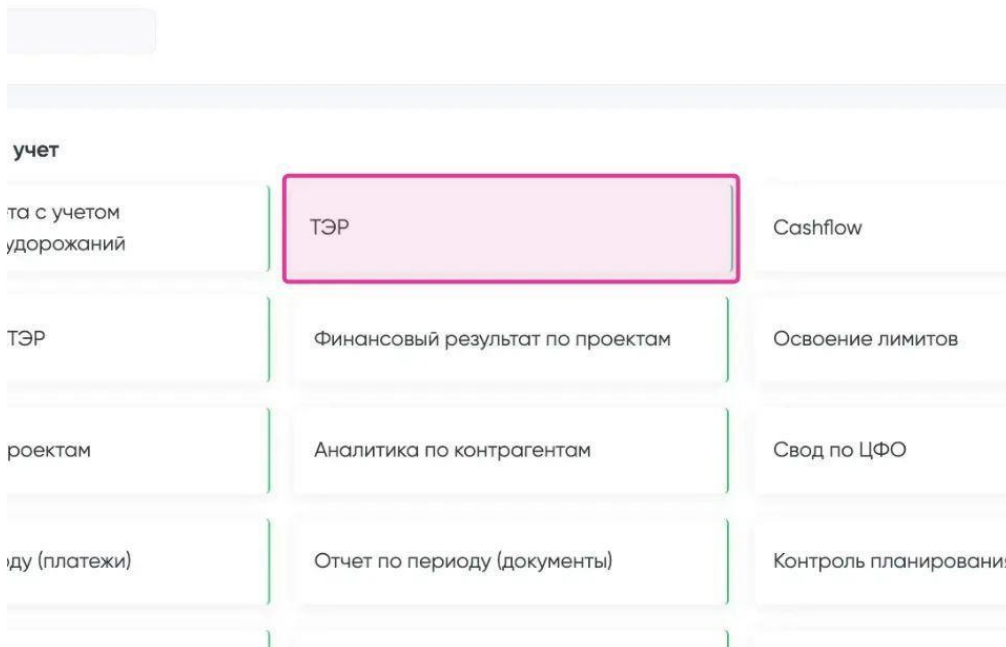 учет
та с учетом
удорожаний
ТЭР
Cashflow
ТЭР
Финансовый результат по проектам
Освоение лимитов
роектам
Аналитика по контрагентам
Свод по ЦФО
ду (платежи)
Отчет по периоду (документы)
Контроль планировани